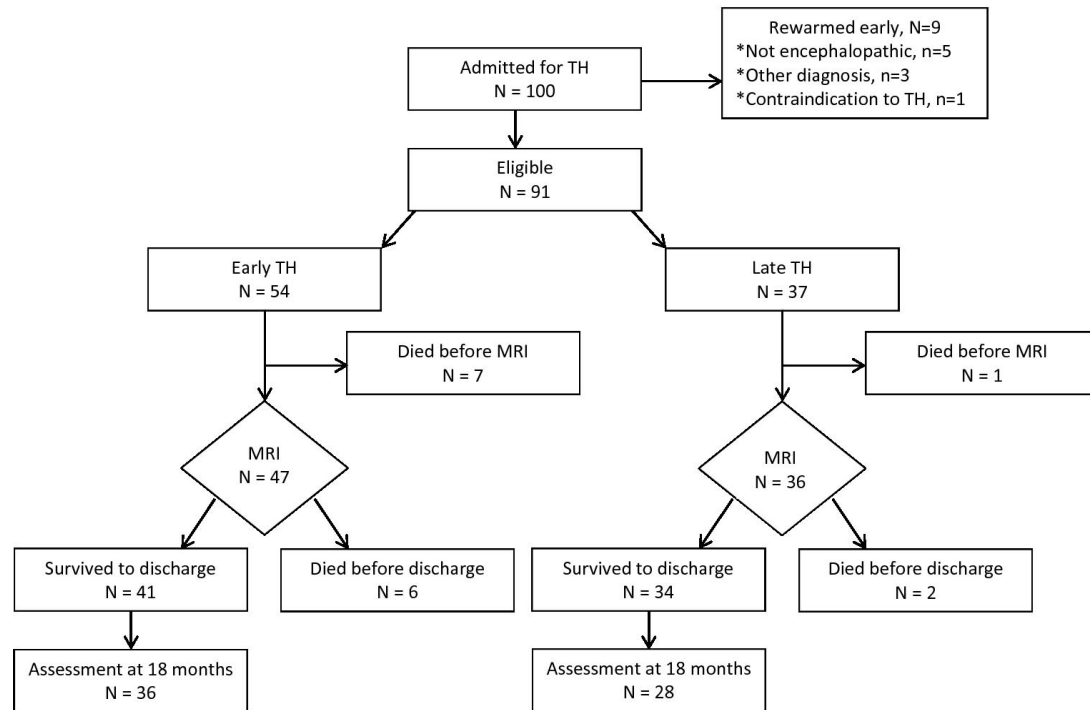 Rewarmed early, N=9
*Not encephalopathic, n=5
*Other diagnosis, n=3
*Contraindication to TH, n=1
Admitted for TH
N = 100
Eligible
N = 91
Early TH
N = 54
Late TH
N = 37
Died before MRI
N = 7
Died before MRI
N = 1
MRI
N = 47
MRI
N = 36
Survived to discharge
N = 41
Died before discharge
N = 6
Survived to discharge
N = 34
Died before discharge
N = 2
Assessment at 18 months
N = 36
Assessment at 18 months
N = 28